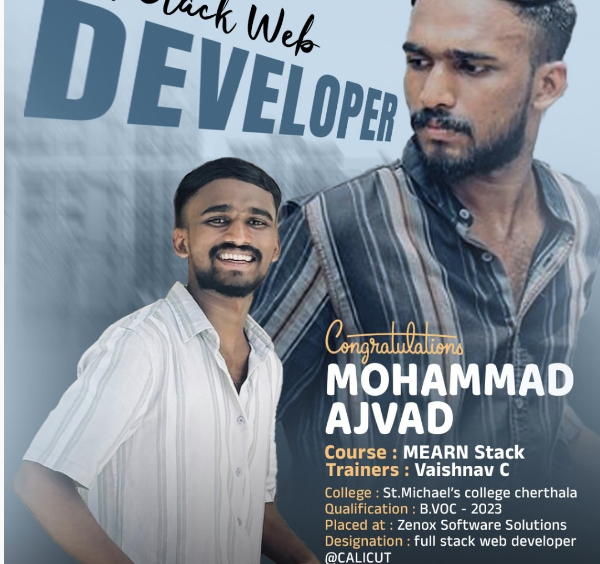 Stack Web
DEVELOPER
Congratulations
MOHAMMAD
AJVAD
Course : MEARN Stack
Trainers : Vaishnav C
College : St.Michael's college cherthala
Qualification : B.VOC - 2023
Placed at : Zenox Software Solutions
Designation : full stack web developer
@CALICUT